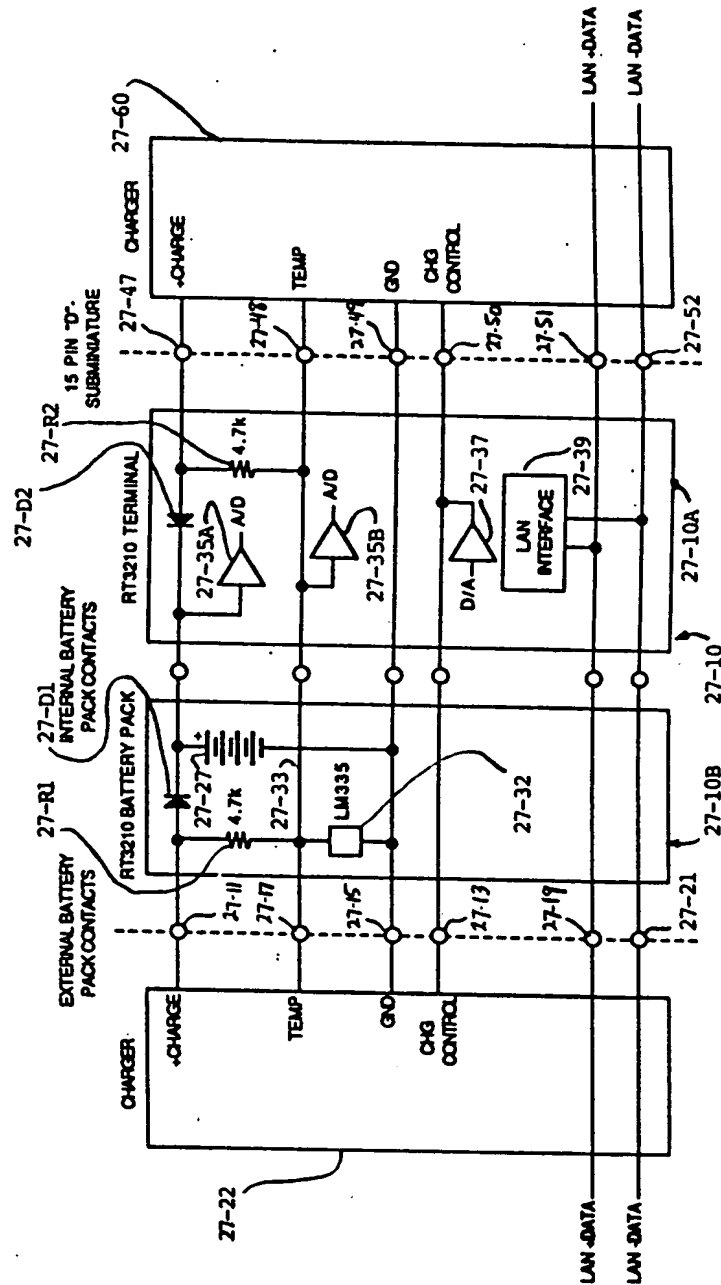 27-60
CHARGER
+CHARGE
TEMP
GND
CHG
CONTROL
LAN +DATA
LAN -DATA
15 PIN "D"-
SUBMINIATURE
27-47
27-48
27-49
27-50
27-51
27-52
27-R2
27-D2
RT3210 TERMINAL
4.7k
A/D
27-35A
A/D
27-35B
D/A
27-37
27-39
LAN
INTERFACE
27-10A
27-10
27-D1
INTERNAL BATTERY
PACK CONTACTS
27-R1
RT3210 BATTERY PACK
+
27-27
4.7k
27-33
LM335
27-32
27-10B
EXTERNAL BATTERY
PACK CONTACTS
27-11
27-17
27-15
27-13
27-19
27-21
CHARGER
+CHARGE
TEMP
GND
CHG
CONTROL
27-22
LAN +DATA
LAN -DATA